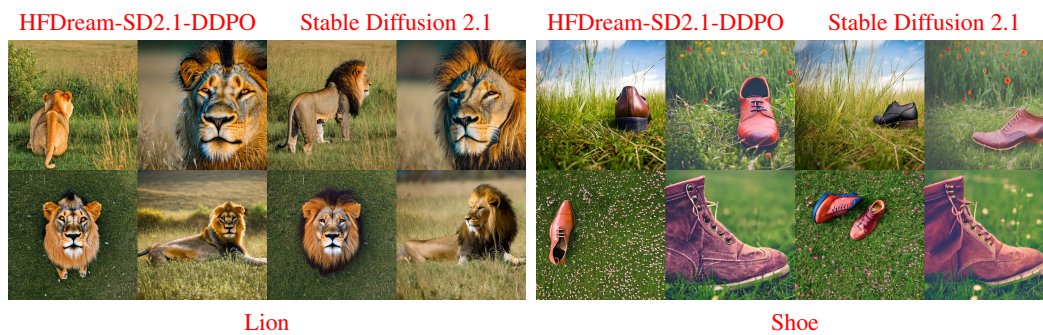 HFDream-SD2.1-DDPO Stable Diffusion 2.1 HFDream-SD2.1-DDPO Stable Diffusion 2.1
Lion Shoe